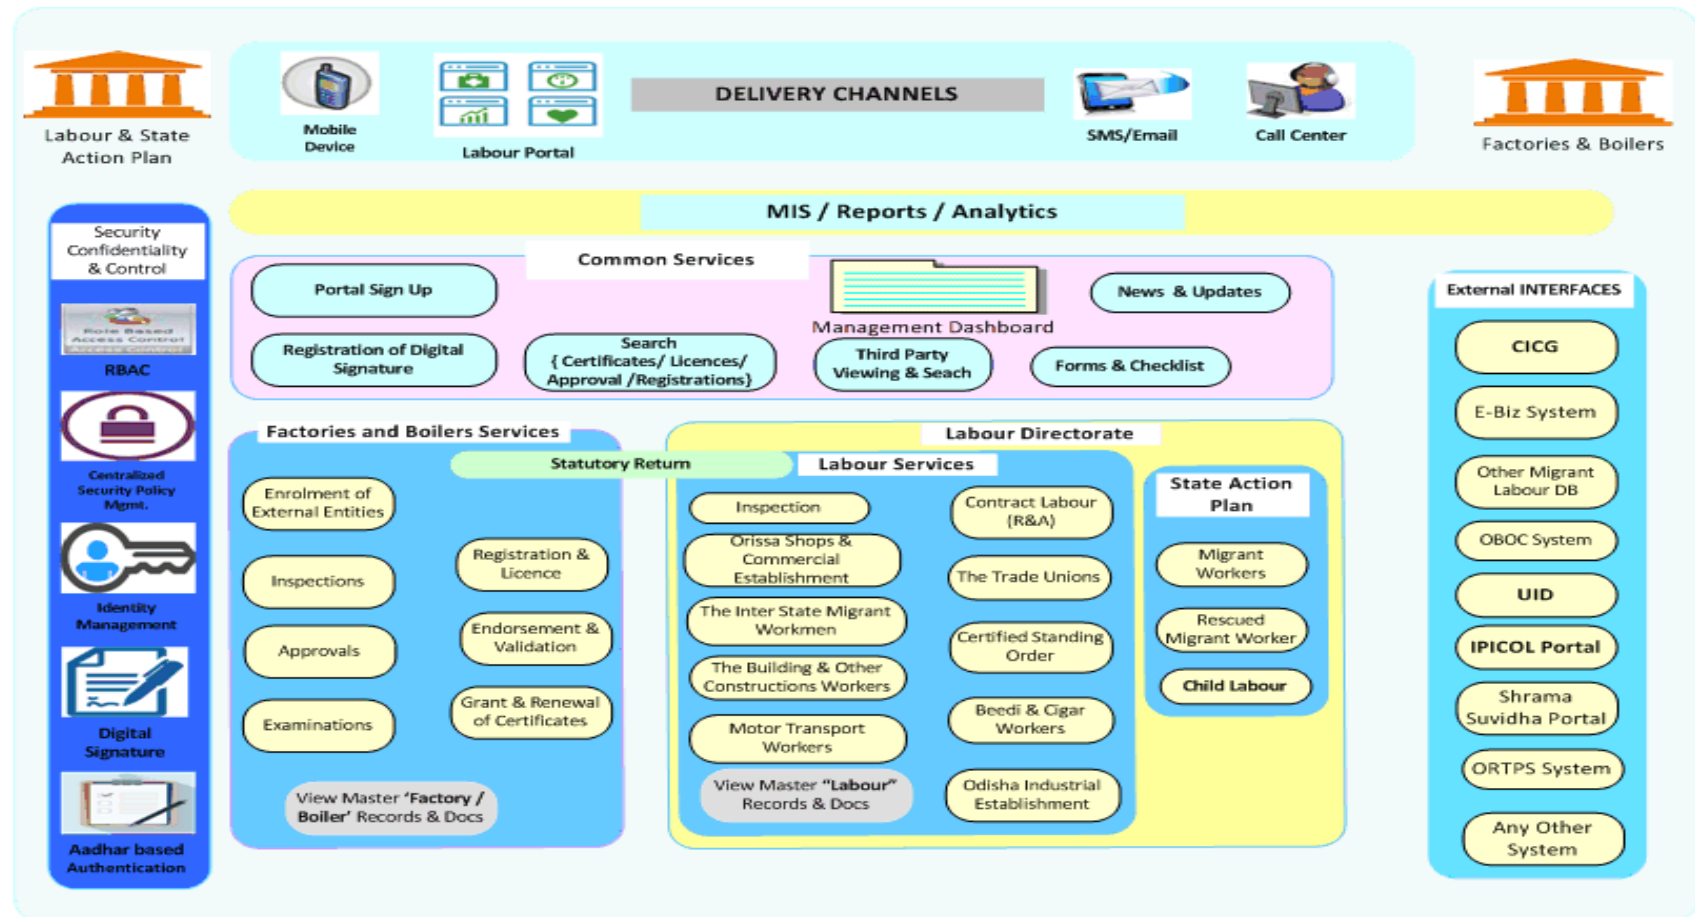 Labour & State
Action Plan
Mobile
Device
Labour Portal
DELIVERY CHANNELS
SMS/Email
Call Center
Factories & Boilers
MIS / Reports / Analytics
Security
Confidentiality
& Control
Role Based
Access Control
Access Control
RBAC
Centralized
Security Policy
Mgmt.
Identity
Management
Digital
Signature
Aadhar based
Authentication
Common Services
Portal Sign Up
Management Dashboard
News & Updates
Registration of Digital
Signature
Search
{ Certificates/ Licences/
Approval /Registrations}
Third Party
Viewing & Seach
Forms & Checklist
Factories and Boilers Services
Statutory Return
Enrolment of
External Entities
Inspections
Approvals
Examinations
Registration &
Licence
Endorsement &
Validation
Grant & Renewal
of Certificates
View Master ‘Factory /
Boiler’ Records & Docs
Labour Directorate
Labour Services
Inspection
Orissa Shops &
Commercial
Establishment
The Inter State Migrant
Workmen
The Building & Other
Constructions Workers
Motor Transport
Workers
View Master “Labour”
Records & Docs
Contract Labour
(R&A)
The Trade Unions
Certified Standing
Order
Beedi & Cigar
Workers
Odisha Industrial
Establishment
State Action
Plan
Migrant
Workers
Rescued
Migrant Worker
Child Labour
External INTERFACES
CICG
E-Biz System
Other Migrant
Labour DB
OBOC System
UID
IPICOL Portal
Shrama
Suvidha Portal
ORTPS System
Any Other
System